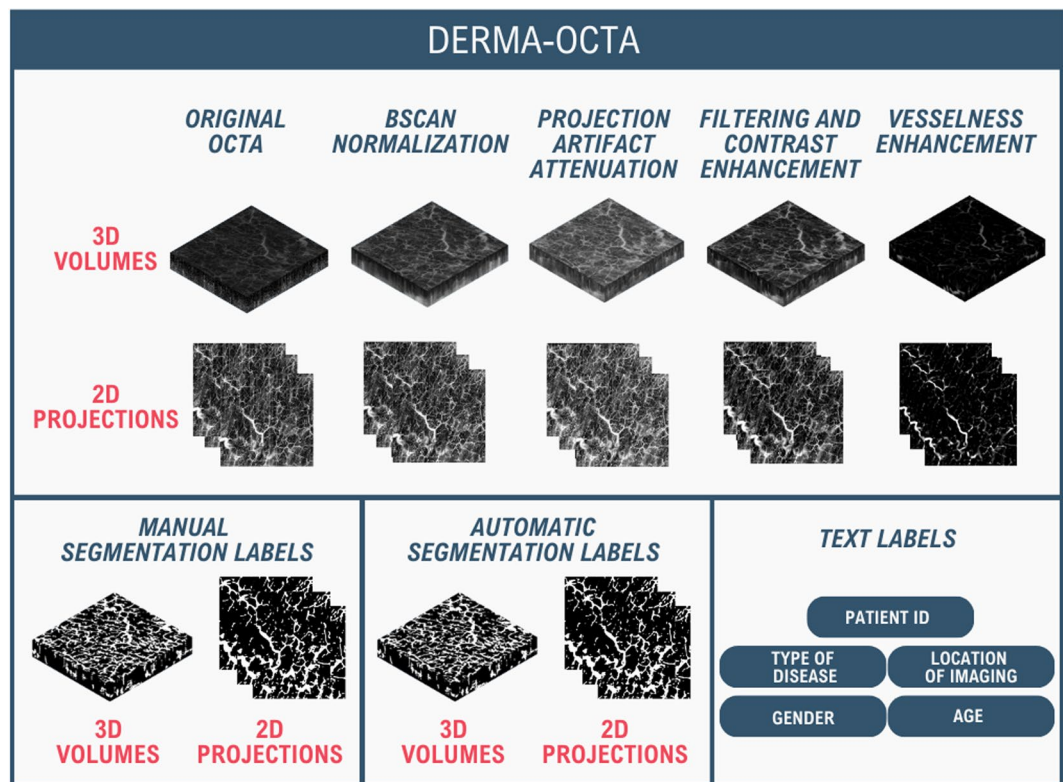 DERMA-OCTA
ORIGINAL
OCTA
BSCAN
NORMALIZATION
PROJECTION
ARTIFACT
ATTENUATION
FILTERING AND
CONTRAST
ENHANCEMENT
VESSELNESS
ENHANCEMENT
3D
VOLUMES
2D
PROJECTIONS
MANUAL
SEGMENTATION LABELS
3D
VOLUMES
2D
PROJECTIONS
AUTOMATIC
SEGMENTATION LABELS
3D
VOLUMES
2D
PROJECTIONS
TEXT LABELS
PATIENT ID
TYPE OF
DISEASE
LOCATION
OF IMAGING
GENDER
AGE